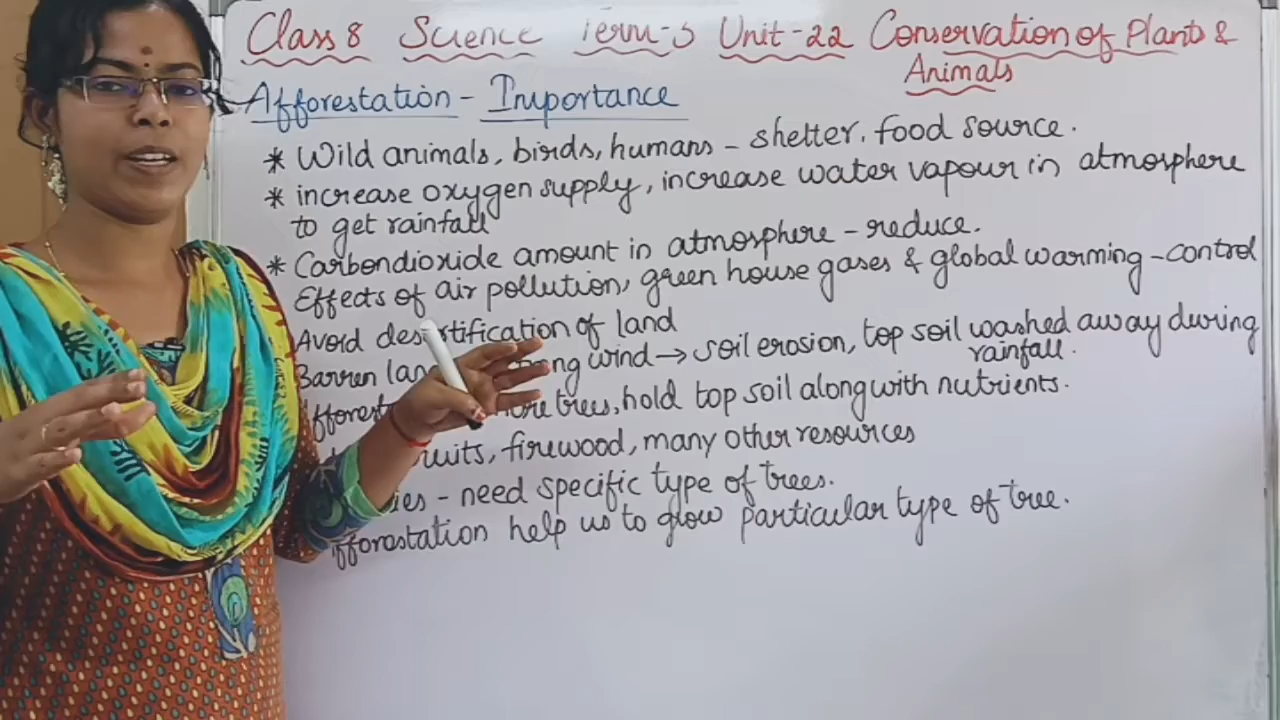 Class 8 Science Term-3 Unit-22 Conservation of Plants &
Animals
Afforestation - Importance
* Wild animals, birds, humans - shelter, food source.
* increase oxygen supply, increase water vapour in atmosphere
to get rainfall
* Carbondioxide amount in atmosphere - reduce.
Effects of air pollution, green house gases & global warming - control
Avoid desertification of land
Barren wind → soil erosion, top soil washed away during
rainfall.
trees, hold top soil along with nutrients.
firewood, many other resources
- need specific type of trees.
fforestation help us to glow particular type of tree.